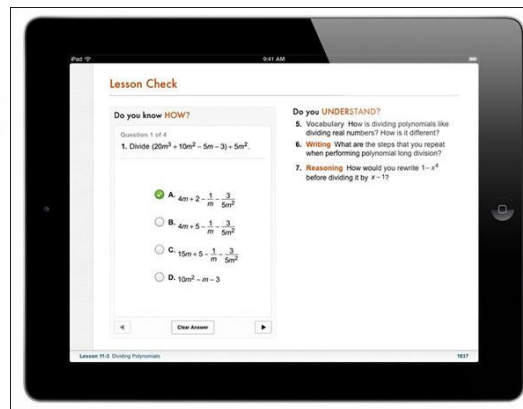 iPad
9:41 AM
Lesson Check
Do you know HOW?
Question 1 of 4
1. Divide (20m³ + 10m² – 5m – 3) ÷ 5m².
A. 4m + 2 – 1/m – 3/5m²
B. 4m + 5 – 1/m – 3/5m²
C. 15m + 5 – 1/m – 3/5m²
D. 10m² – m – 3
Clear Answer
Do you UNDERSTAND?
5. Vocabulary How is dividing polynomials like
dividing real numbers? How is it different?
6. Writing What are the steps that you repeat
when performing polynomial long division?
7. Reasoning How would you rewrite 1 – x⁴
before dividing it by x – 1?
Lesson 11-3 Dividing Polynomials
1637